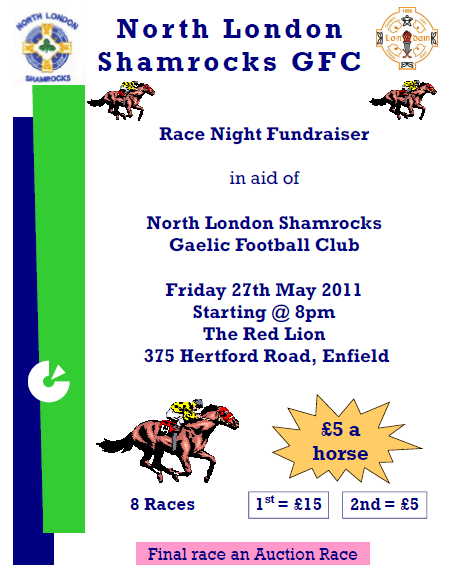 NORTH LONDON
SHAMROCKS
North London
Shamrocks GFC
Race Night Fundraiser
in aid of
North London Shamrocks
Gaelic Football Club
Friday 27th May 2011
Starting @ 8pm
The Red Lion
375 Hertford Road, Enfield
£5 a
horse
8 Races
1st = £15
2nd = £5
Final race an Auction Race